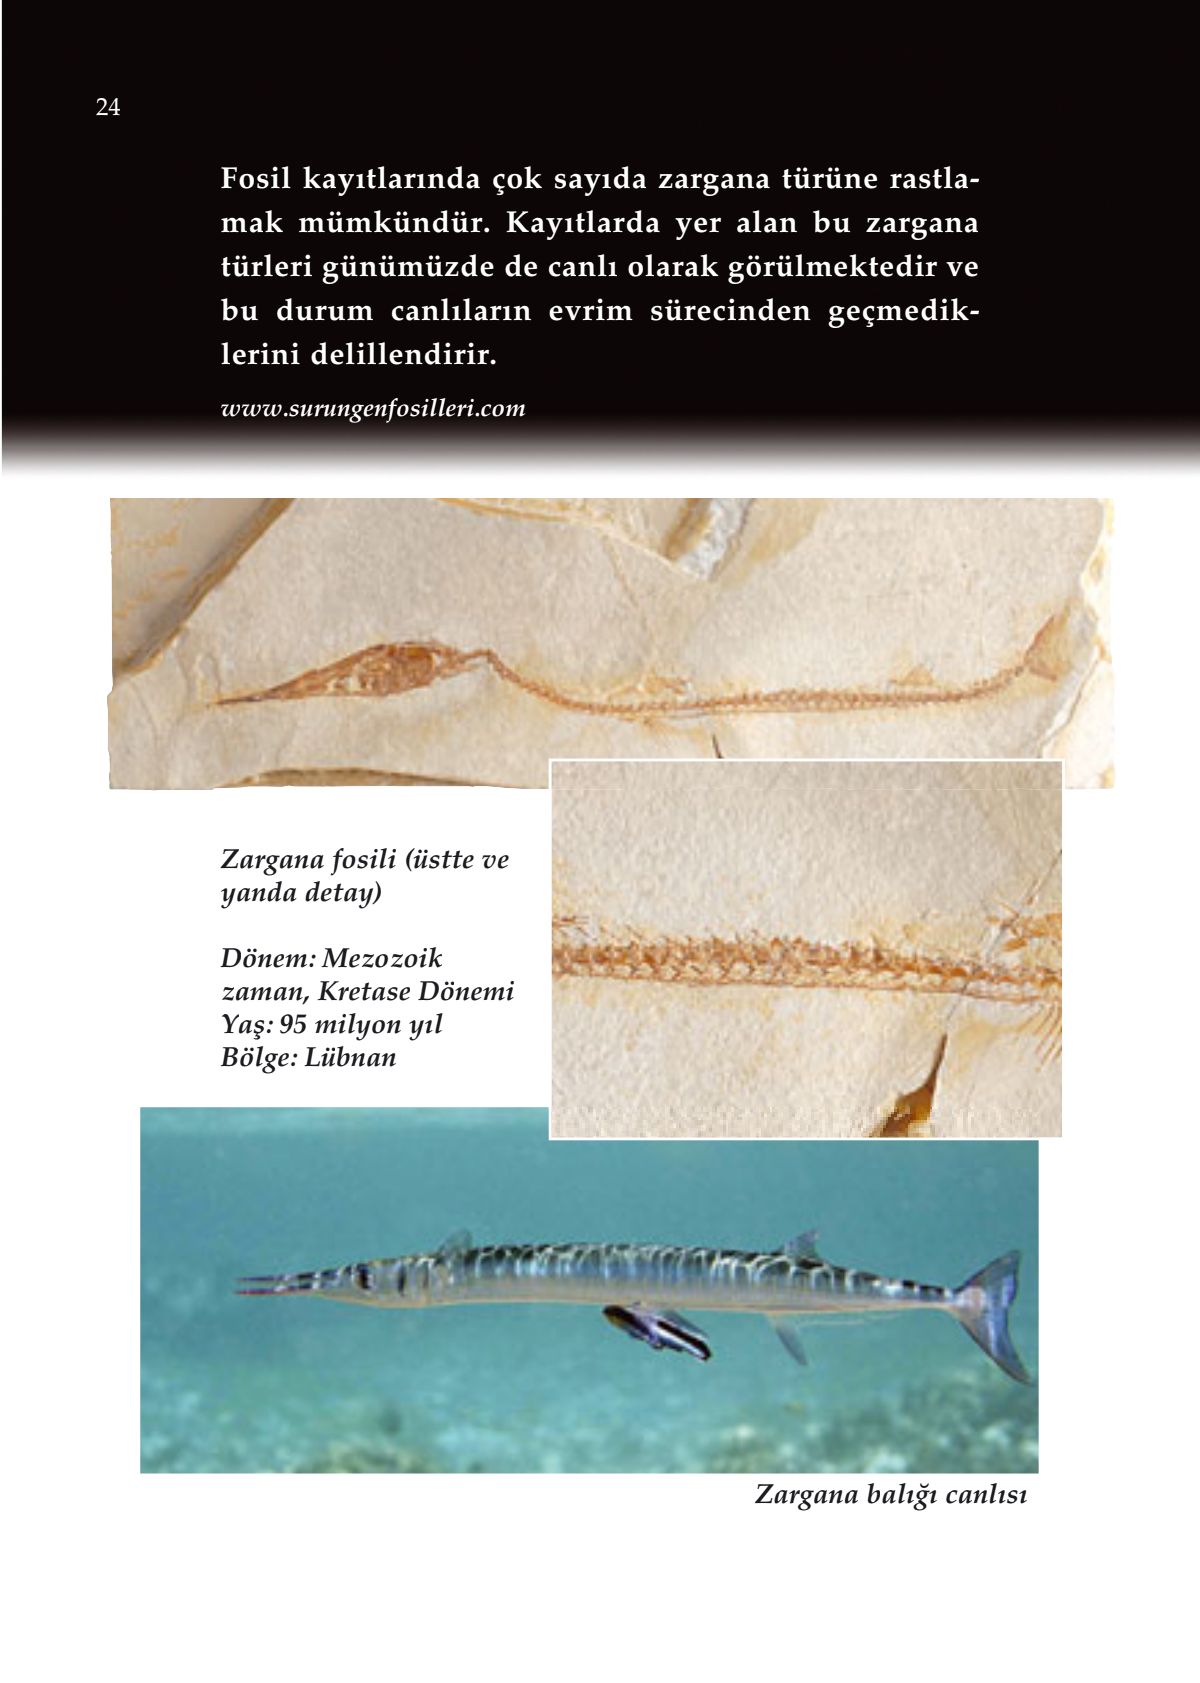 24
Fosil kayıtlarında çok sayıda zargana türüne rastla-
mak mümkündür. Kayıtlarda yer alan bu zargana
türleri günümüzde de canlı olarak görülmektedir ve
bu durum canlıların evrim sürecinden geçmedik-
lerini delillendirir.
www.surungenfosilleri.com
Zargana fosili (üstte ve
yanda detay)
Dönem: Mezozoik
zaman, Kretase Dönemi
Yaş: 95 milyon yıl
Bölge: Lübnan
Zargana balığı canlısı